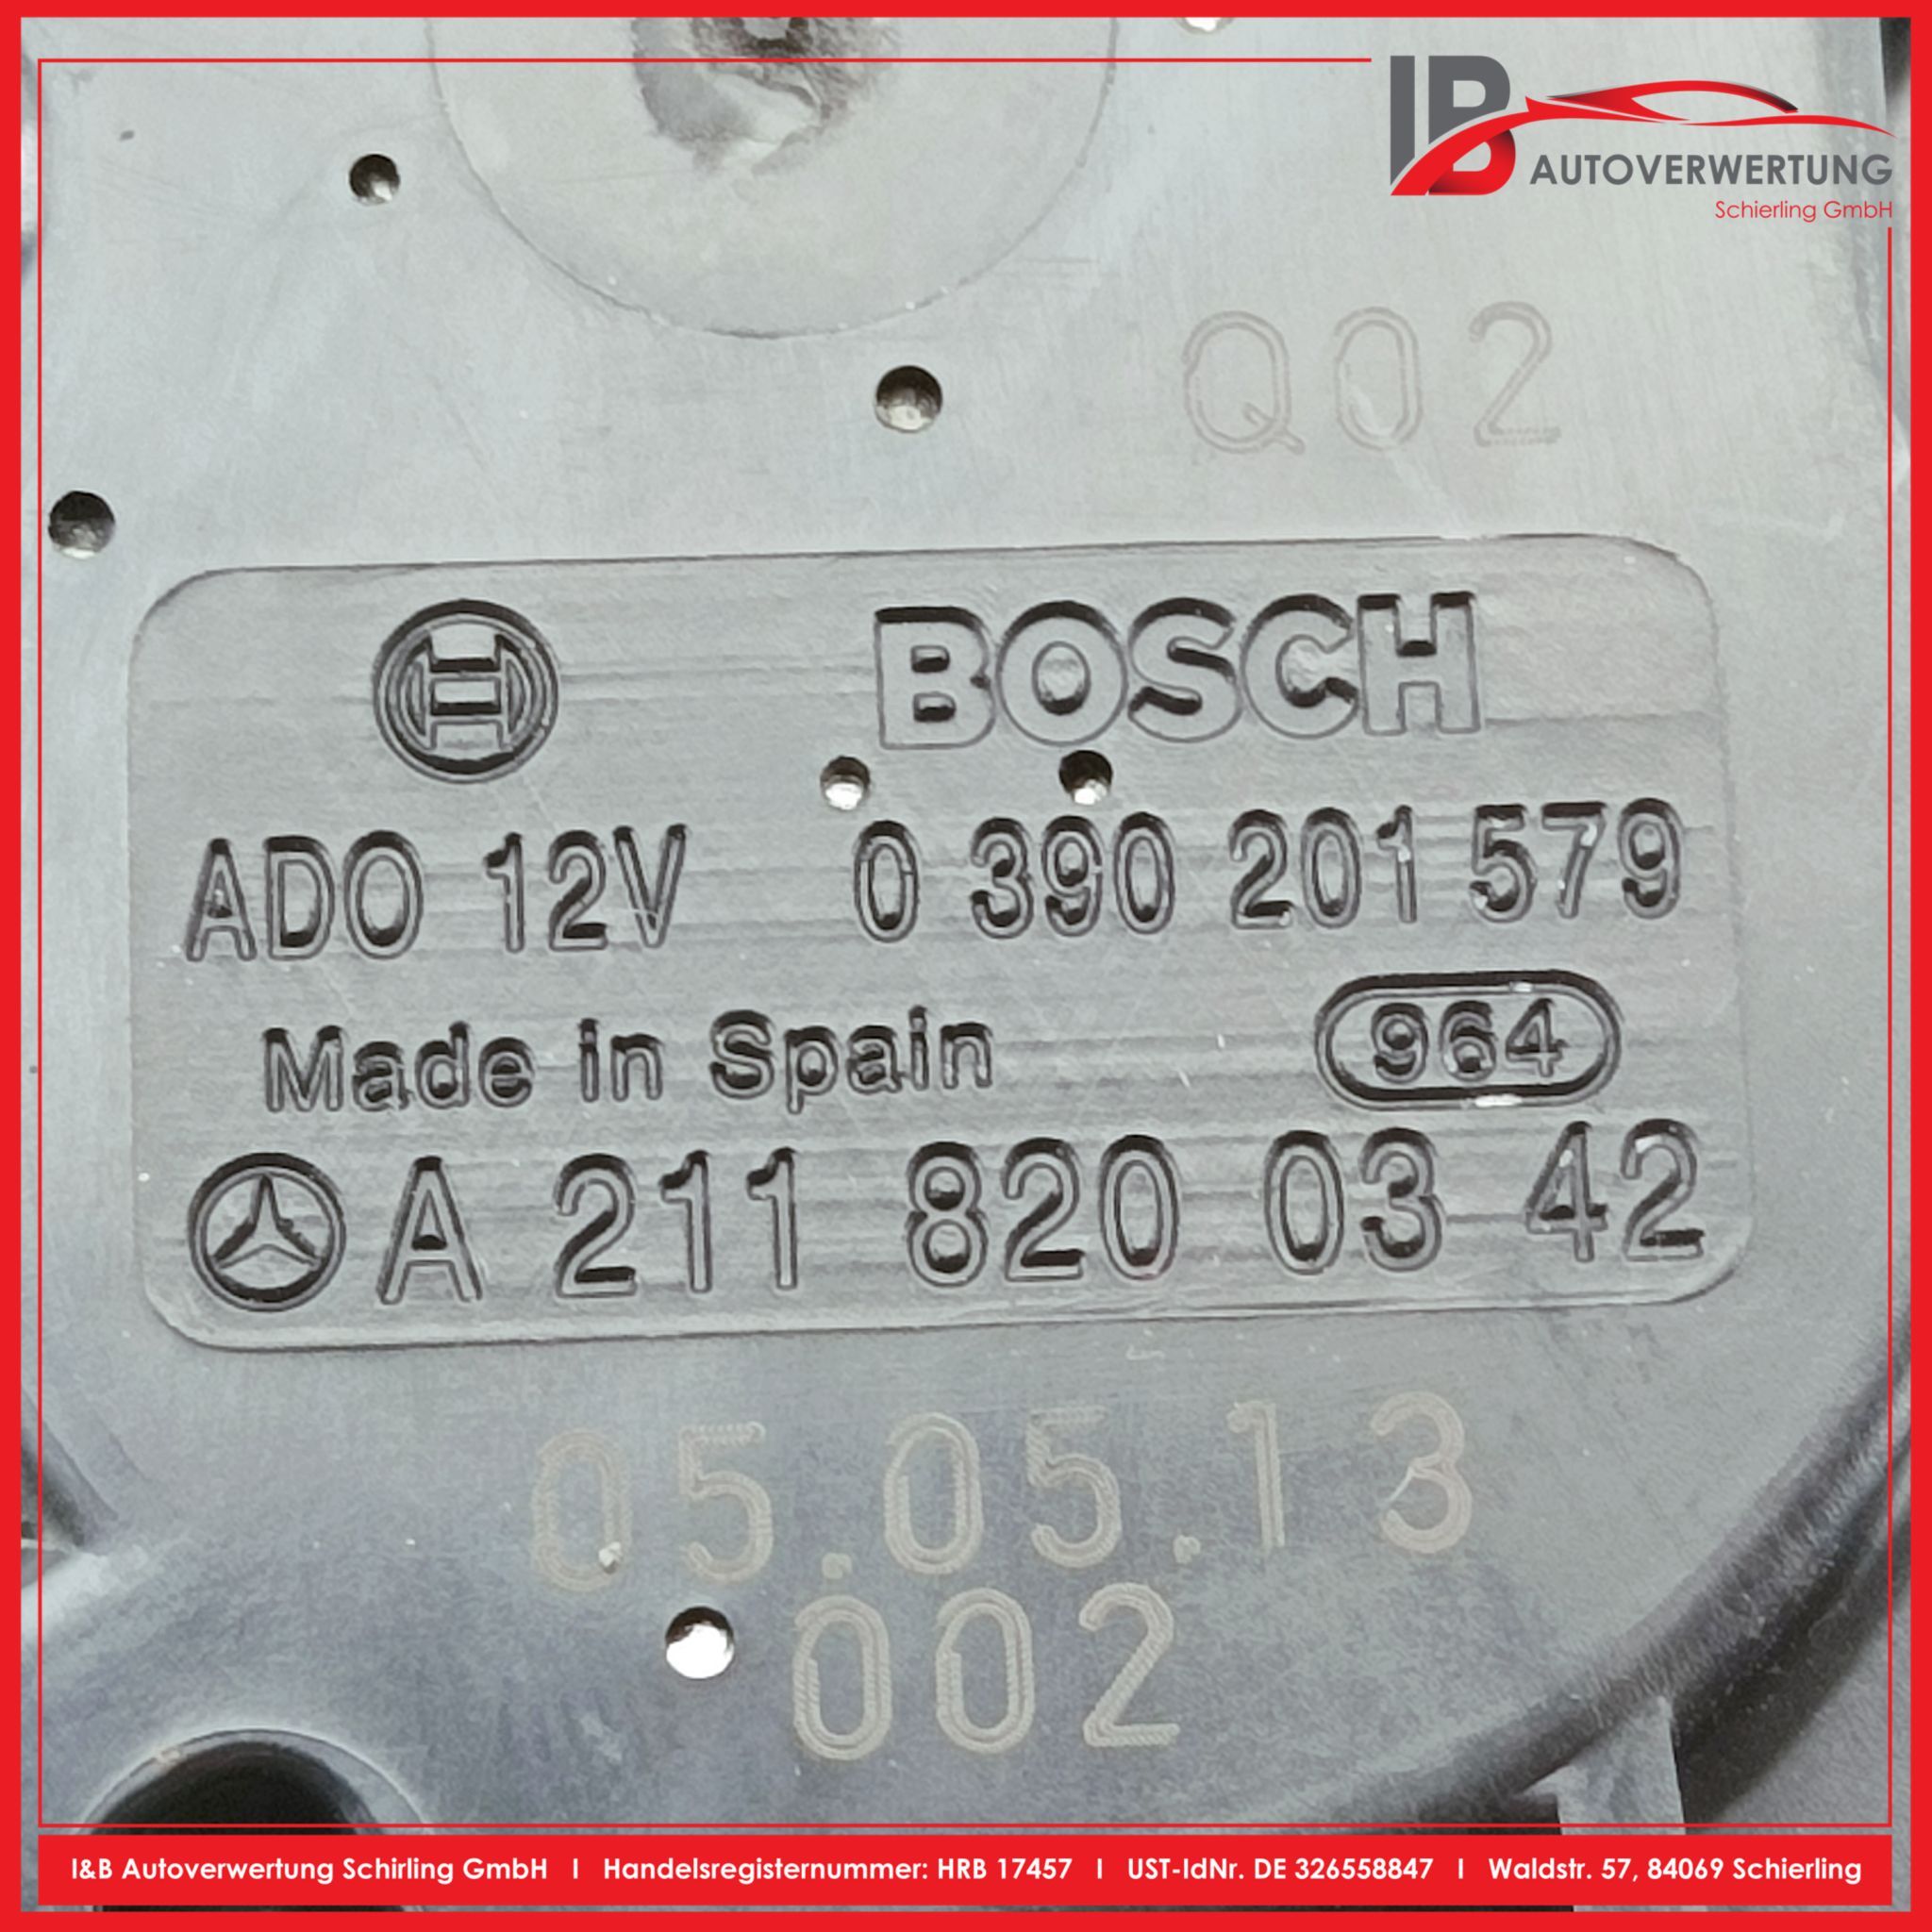 IB AUTOVERWERTUNG
Schierling GmbH
Q02
BOSCH
ADO 12V 0 390 201 579
Made in Spain 964
A 211 820 03 42
05.05.13
002
I&B Autoverwertung Schirling GmbH I Handelsregisternummer: HRB 17457 I UST-IdNr. DE 326558847 I Waldstr. 57, 84069 Schierling